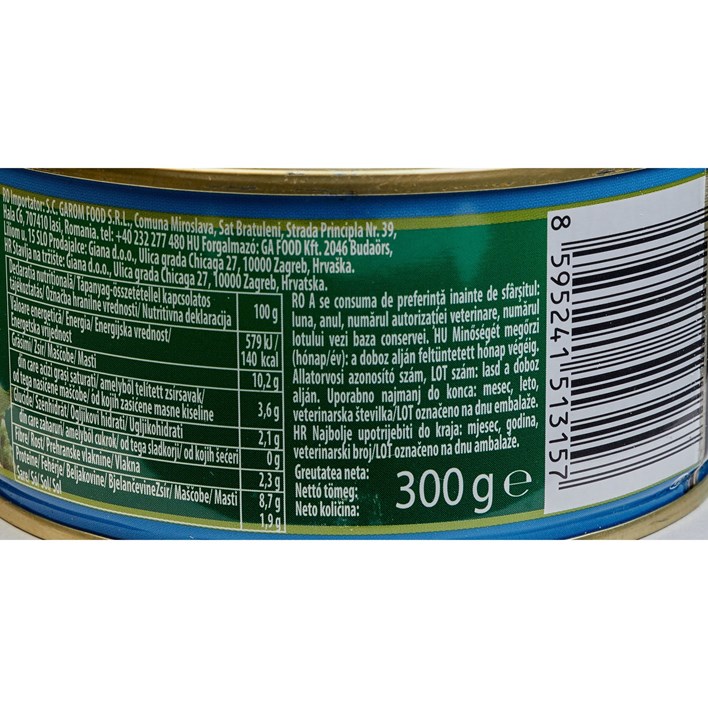 RO Importator: S.C. GAROM FOOD S.R.L., Comuna Miroslava, Sat Bratuleni, Strada Principla Nr. 39,
Hala C6, 707410 Iasi, Romania. tel: +40 232 277 480 HU Forgalmazó: GA FOOD Kft. 2046 Budaörs,
Liliom u. 15 SLO Prodajalce: Giana d.o.o., Ulica grada Chicaga 27, 10000 Zagreb, Hrvaška.
HR Stavlja na tržište: Giana d.o.o., Ulica grada Chicaga 27, 10000 Zagreb, Hrvatska.
Declarația nutritională/ Tápanyag-összetétellel kapcsolatos
tájékoztatás/ Označba hranilne vrednosti/ Nutritivna deklaracija 100 g
Valoare energetică/ Energia/ Energijska vrednost/
energetska vrijednost 579 kJ/ 140 kcal
Grăsimi/ Zsír/ Maščobe/ Masti 10,2 g
din care acizi grași saturati/ amelyből telített zsírsavak/
od tega nasičene maščobe/ od kojih zasićene masne kiseline 3,6 g
Glucide/ Szénhidrát/ Ogljikovi hidrati/ Ugljikohidrati 2,1 g
din care zaharuri/ amelyből cukrok/ od tega sladkorji/ od kojih šećeri 0 g
Fibre/ Rost/ Prehranske vlaknine/ Vlakna 2,3 g
Proteine/ Fehérje/ Beljakovine/ BjelančevineZsír/ Maščobe/ Masti 8,7 g
Sare/ Só/ Sol/ Sol 1,9 g
RO A se consuma de preferință inainte de sfârșitul:
luna, anul, numărul autorizației veterinare, numărul
lotului vezi baza conservei. HU Minőségét megőrzi
(hónap/év): a doboz alján feltüntetett hónap végéig.
Állatorvosi azonosító szám, LOT szám: lasd a doboz
alján. Uporabno najmanj do konca: mesec, leto,
veterinarska številka/LOT označeno na dnu embalaže.
HR Najbolje upotrijebiti do kraja: mjesec, godina,
veterinarski broj/LOT označeno na dnu ambalaže.
Greutatea neta:
Nettó tömeg:
Neto količina:
300 g e
8 595241 513157